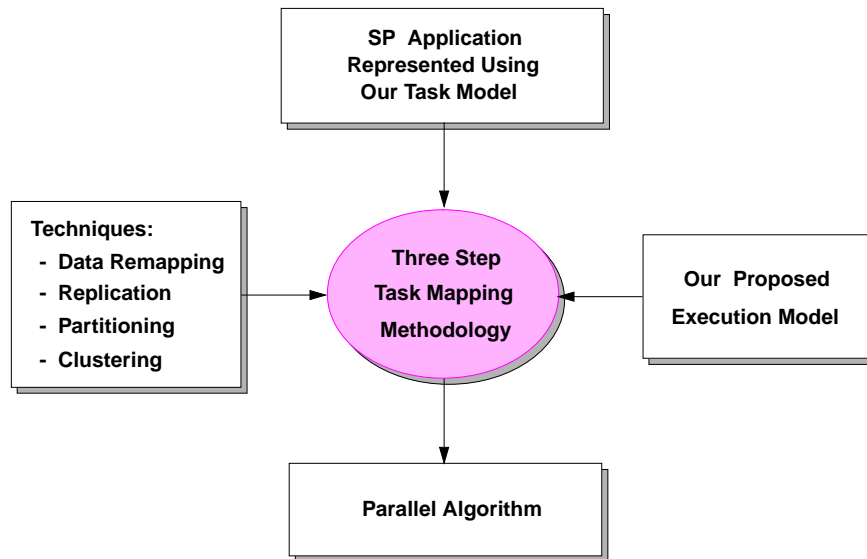 SP Application
Represented Using
Our Task Model
Techniques:
- Data Remapping
- Replication
- Partitioning
- Clustering
Three Step
Task Mapping
Methodology
Our Proposed
Execution Model
Parallel Algorithm